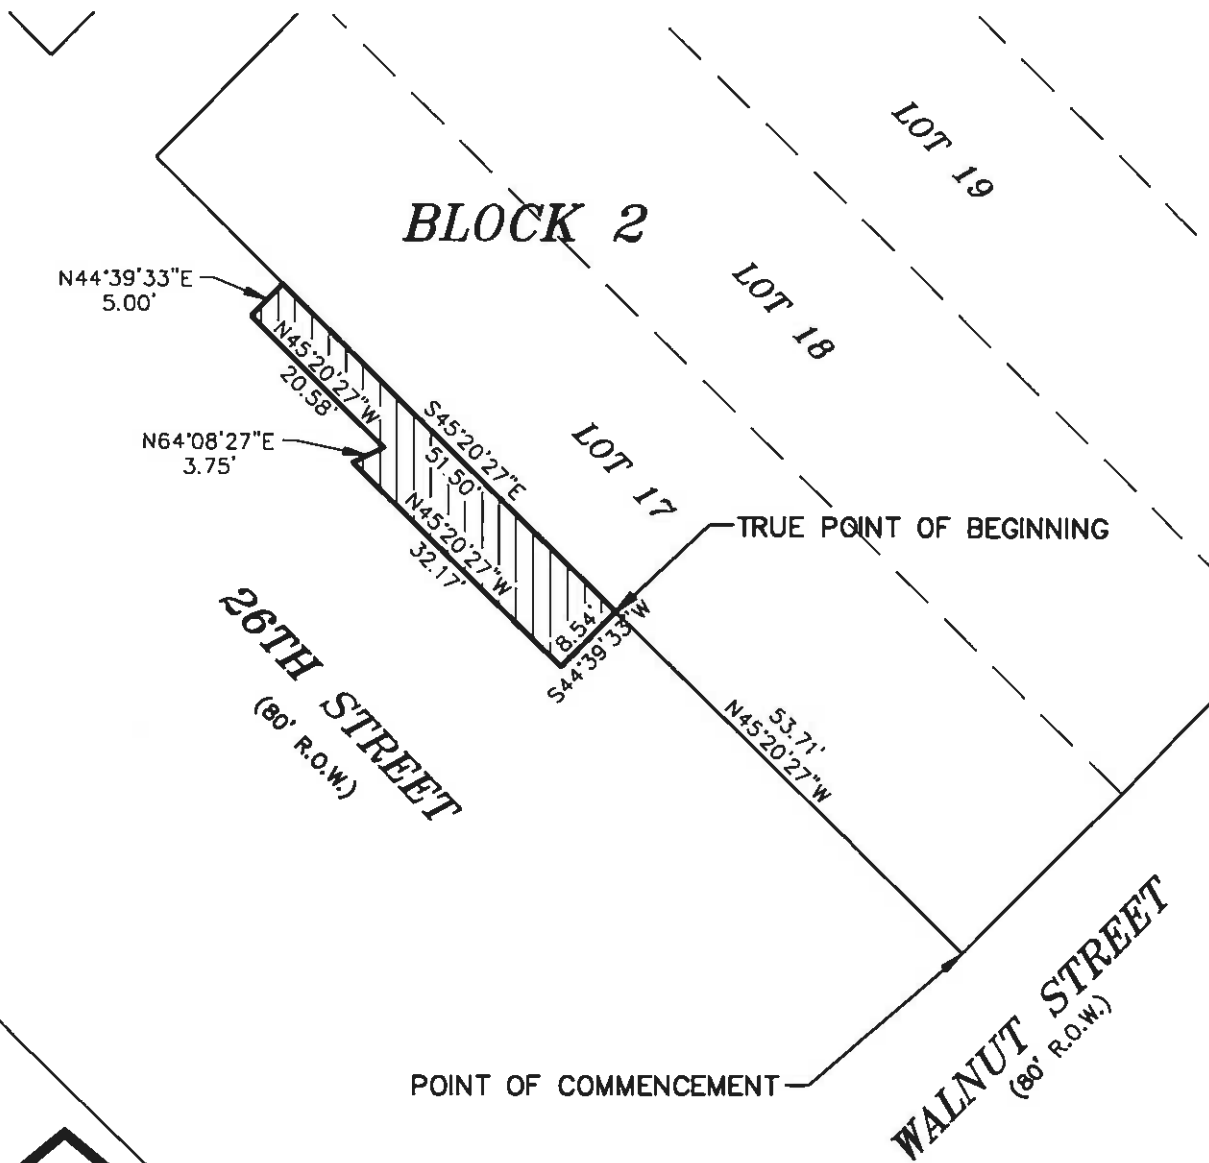 LOT 19
BLOCK 2
LOT 18
N44°39'33"E
5.00'
N45°20'27"W
20.58'
S45°20'27"E
51.50'
N64°08'27"E
3.75'
LOT 17
N45°20'27"W
32.17'
TRUE POINT OF BEGINNING
8.54'
S44°39'33"W
26TH STREET
(80' R.O.W.)
53.71'
N45°20'27"W
WALNUT STREET
(80' R.O.W.)
POINT OF COMMENCEMENT